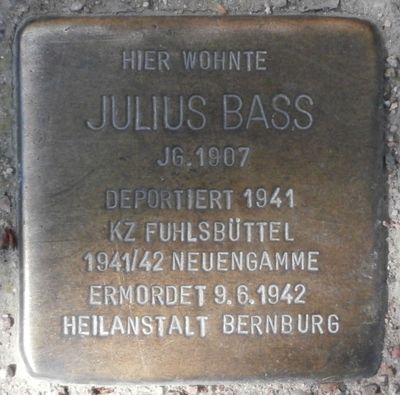 HIER WOHNTE
JULIUS BASS
JG. 1907
DEPORTIERT 1941
KZ FUHLSBÜTTEL
1941/42 NEUENGAMME
ERMORDET 9.6.1942
HEILANSTALT BERNBURG